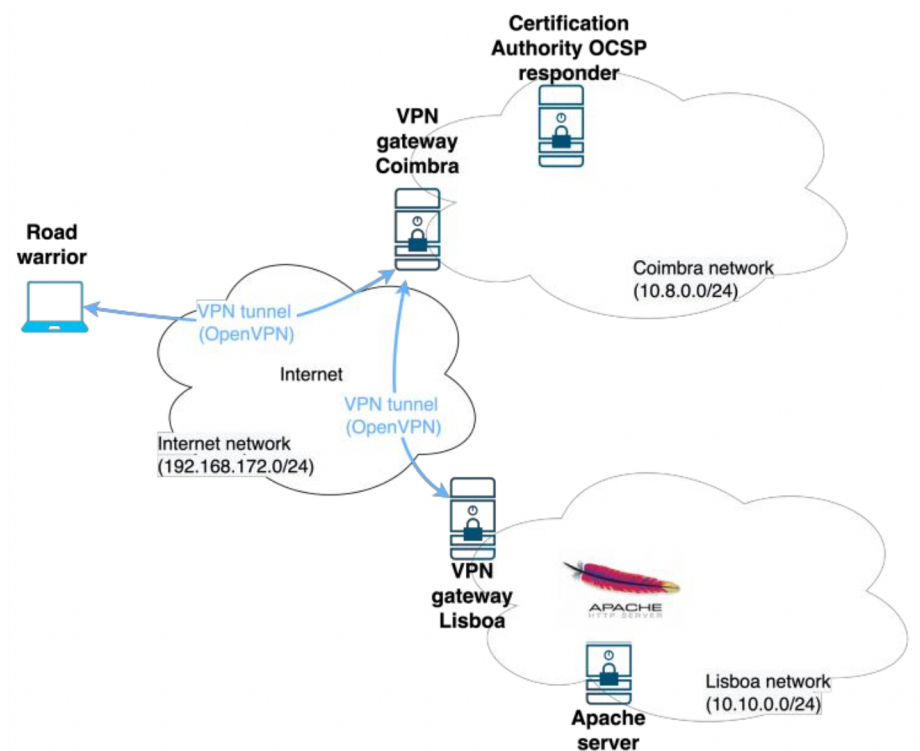 Certification
Authority OCSP
responder
VPN
gateway
Coimbra
Road
warrior
Coimbra network
(10.8.0.0/24)
VPN tunnel
(OpenVPN)
Internet
VPN tunnel
(OpenVPN)
Internet network
(192.168.172.0/24)
VPN
gateway
Lisboa
APACHE
HTTP SERVER
Lisboa network
(10.10.0.0/24)
Apache
server